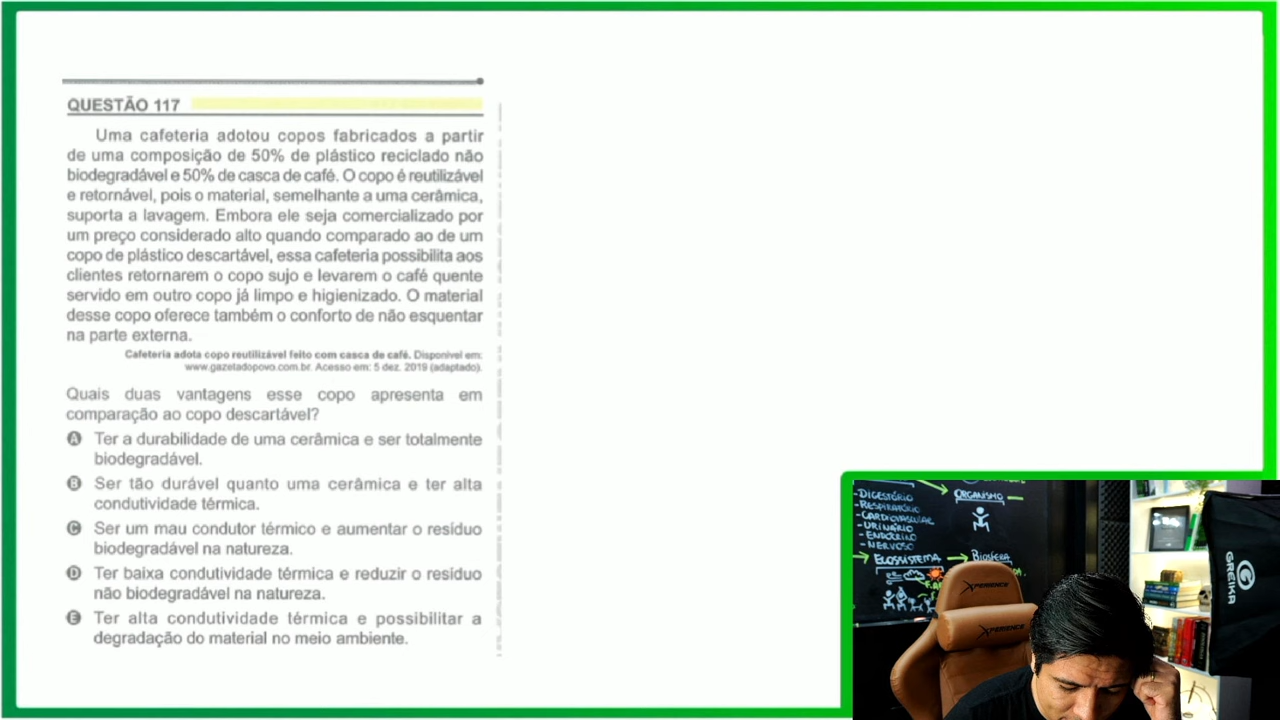 QUESTÃO 117
Uma cafeteria adotou copos fabricados a partir
de uma composição de 50% de plástico reciclado não
biodegradável e 50% de casca de café. O copo é reutilizável
e retornável, pois o material, semelhante a uma cerâmica,
suporta a lavagem. Embora ele seja comercializado por
um preço considerado alto quando comparado ao de um
copo de plástico descartável, essa cafeteria possibilita aos
clientes retornarem o copo sujo e levarem o café quente
servido em outro copo já limpo e higienizado. O material
desse copo oferece também o conforto de não esquentar
na parte externa.
Cafeteria adota copo reutilizável feito com casca de café. Disponível em:
www.gazetadopovo.com.br. Acesso em: 5 dez. 2019 (adaptado).
Quais duas vantagens esse copo apresenta em
comparação ao copo descartável?
A Ter a durabilidade de uma cerâmica e ser totalmente
biodegradável.
B Ser tão durável quanto uma cerâmica e ter alta
condutividade térmica.
C Ser um mau condutor térmico e aumentar o resíduo
biodegradável na natureza.
D Ter baixa condutividade térmica e reduzir o resíduo
não biodegradável na natureza.
E Ter alta condutividade térmica e possibilitar a
degradação do material no meio ambiente.
-DIGESTÓRIO
-RESPIRATÓRIO
-CARDIOVASCULAR
-URINÁRIO
-ENDÓCRINO
-NERVOSO
ORGANISMO
ECOSSISTEMA
BIOSFERA
XPERIENCE
XPERIENCE
GREIKA